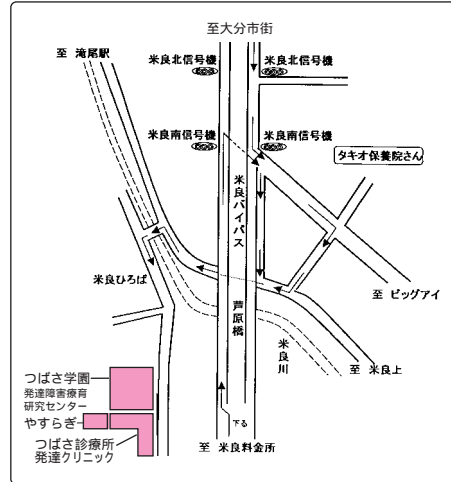 至大分市街
至 滝尾駅
米良北信号機
米良北信号機
米良南信号機
米良南信号機
タキオ保養院さん
米良バイパス
米良ひろば
至 ビッグアイ
芦原橋
米良川
至 米良上
つばさ学園
発達障害療育
研究センター
やすらぎ
つばさ診療所
発達クリニック
下る
至 米良料金所